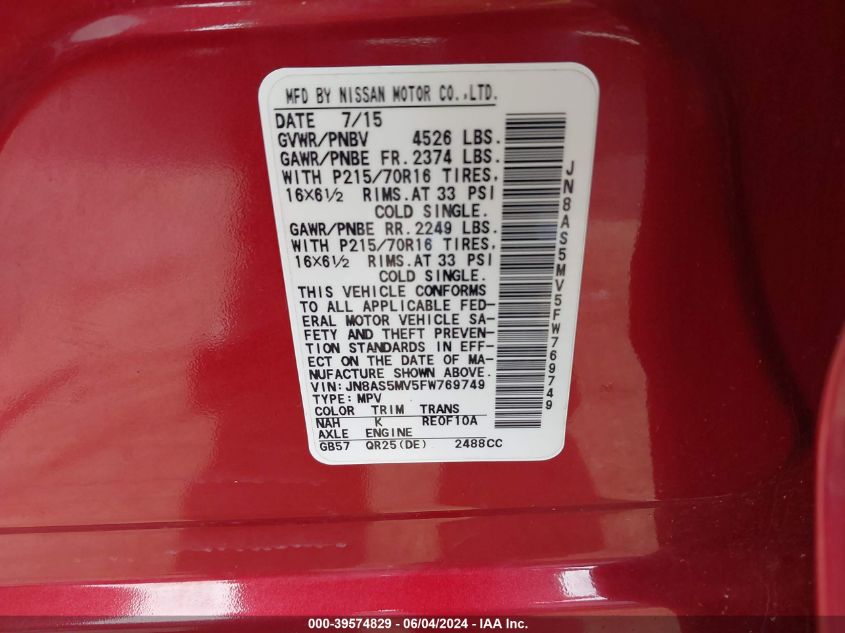 MFD BY NISSAN MOTOR CO.,LTD.
DATE 7/15
GVWR/PNBV 4526 LBS.
GAWR/PNBE FR. 2374 LBS.
WITH P215/70R16 TIRES,
16X6½ RIMS.AT 33 PSI
COLD SINGLE.
GAWR/PNBE RR. 2249 LBS.
WITH P215/70R16 TIRES,
16X6½ RIMS.AT 33 PSI
COLD SINGLE.
THIS VEHICLE CONFORMS
TO ALL APPLICABLE FED-
ERAL MOTOR VEHICLE SA-
FETY AND THEFT PREVEN-
TION STANDARDS IN EFF-
ECT ON THE DATE OF MA-
NUFACTURE SHOWN ABOVE.
VIN:JN8AS5MV5FW769749
TYPE:MPV
COLOR TRIM TRANS
NAH K RE0F10A
AXLE ENGINE
GB57 QR25(DE) 2488CC
JN8AS5MV5FW769749
000-39574829 - 06/04/2024 - IAA Inc.